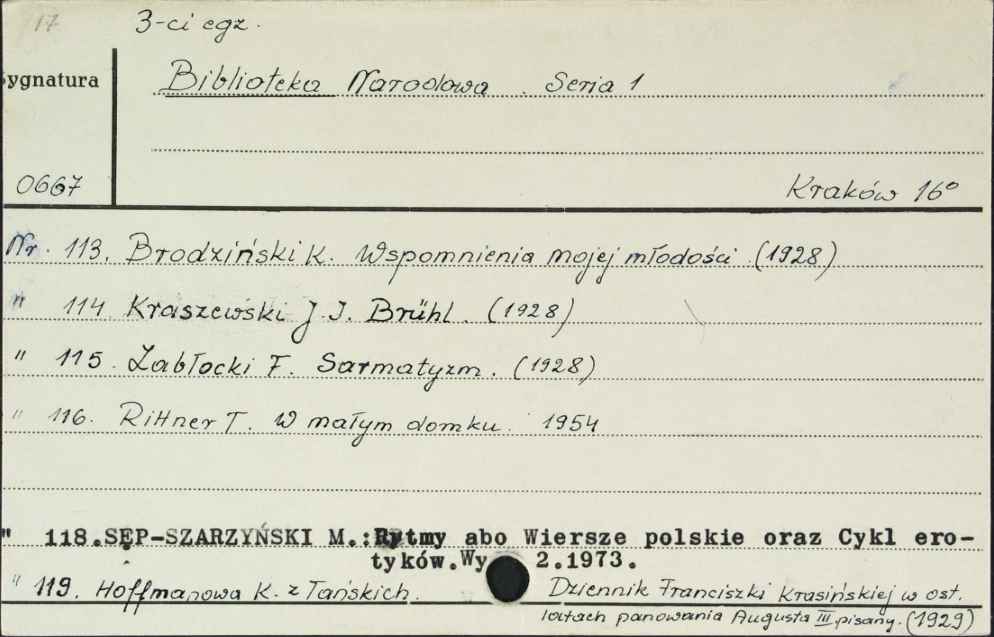 17 3-ci egz.
ygnatura Biblioteka Narodowa. Seria 1
0667 Kraków 16°
Nr. 113. Brodziński K. Wspomnienia mojej młodości (1928)
" 114 Kraszewski J. I. Brühl. (1928)
" 115. Zabłocki F. Sarmatyzm. (1928)
" 116. Rittner T. W małym domku. 1954
" 118.SĘP-SZARZYŃSKI M.:Rytmy abo Wiersze polskie oraz Cykl ero-
tyków.Wy 2.1973.
" 119. Hoffmanowa K. z Tańskich. Dziennik Franciszki Krasińskiej w ost.
latach panowania Augusta III pisany. (1929)